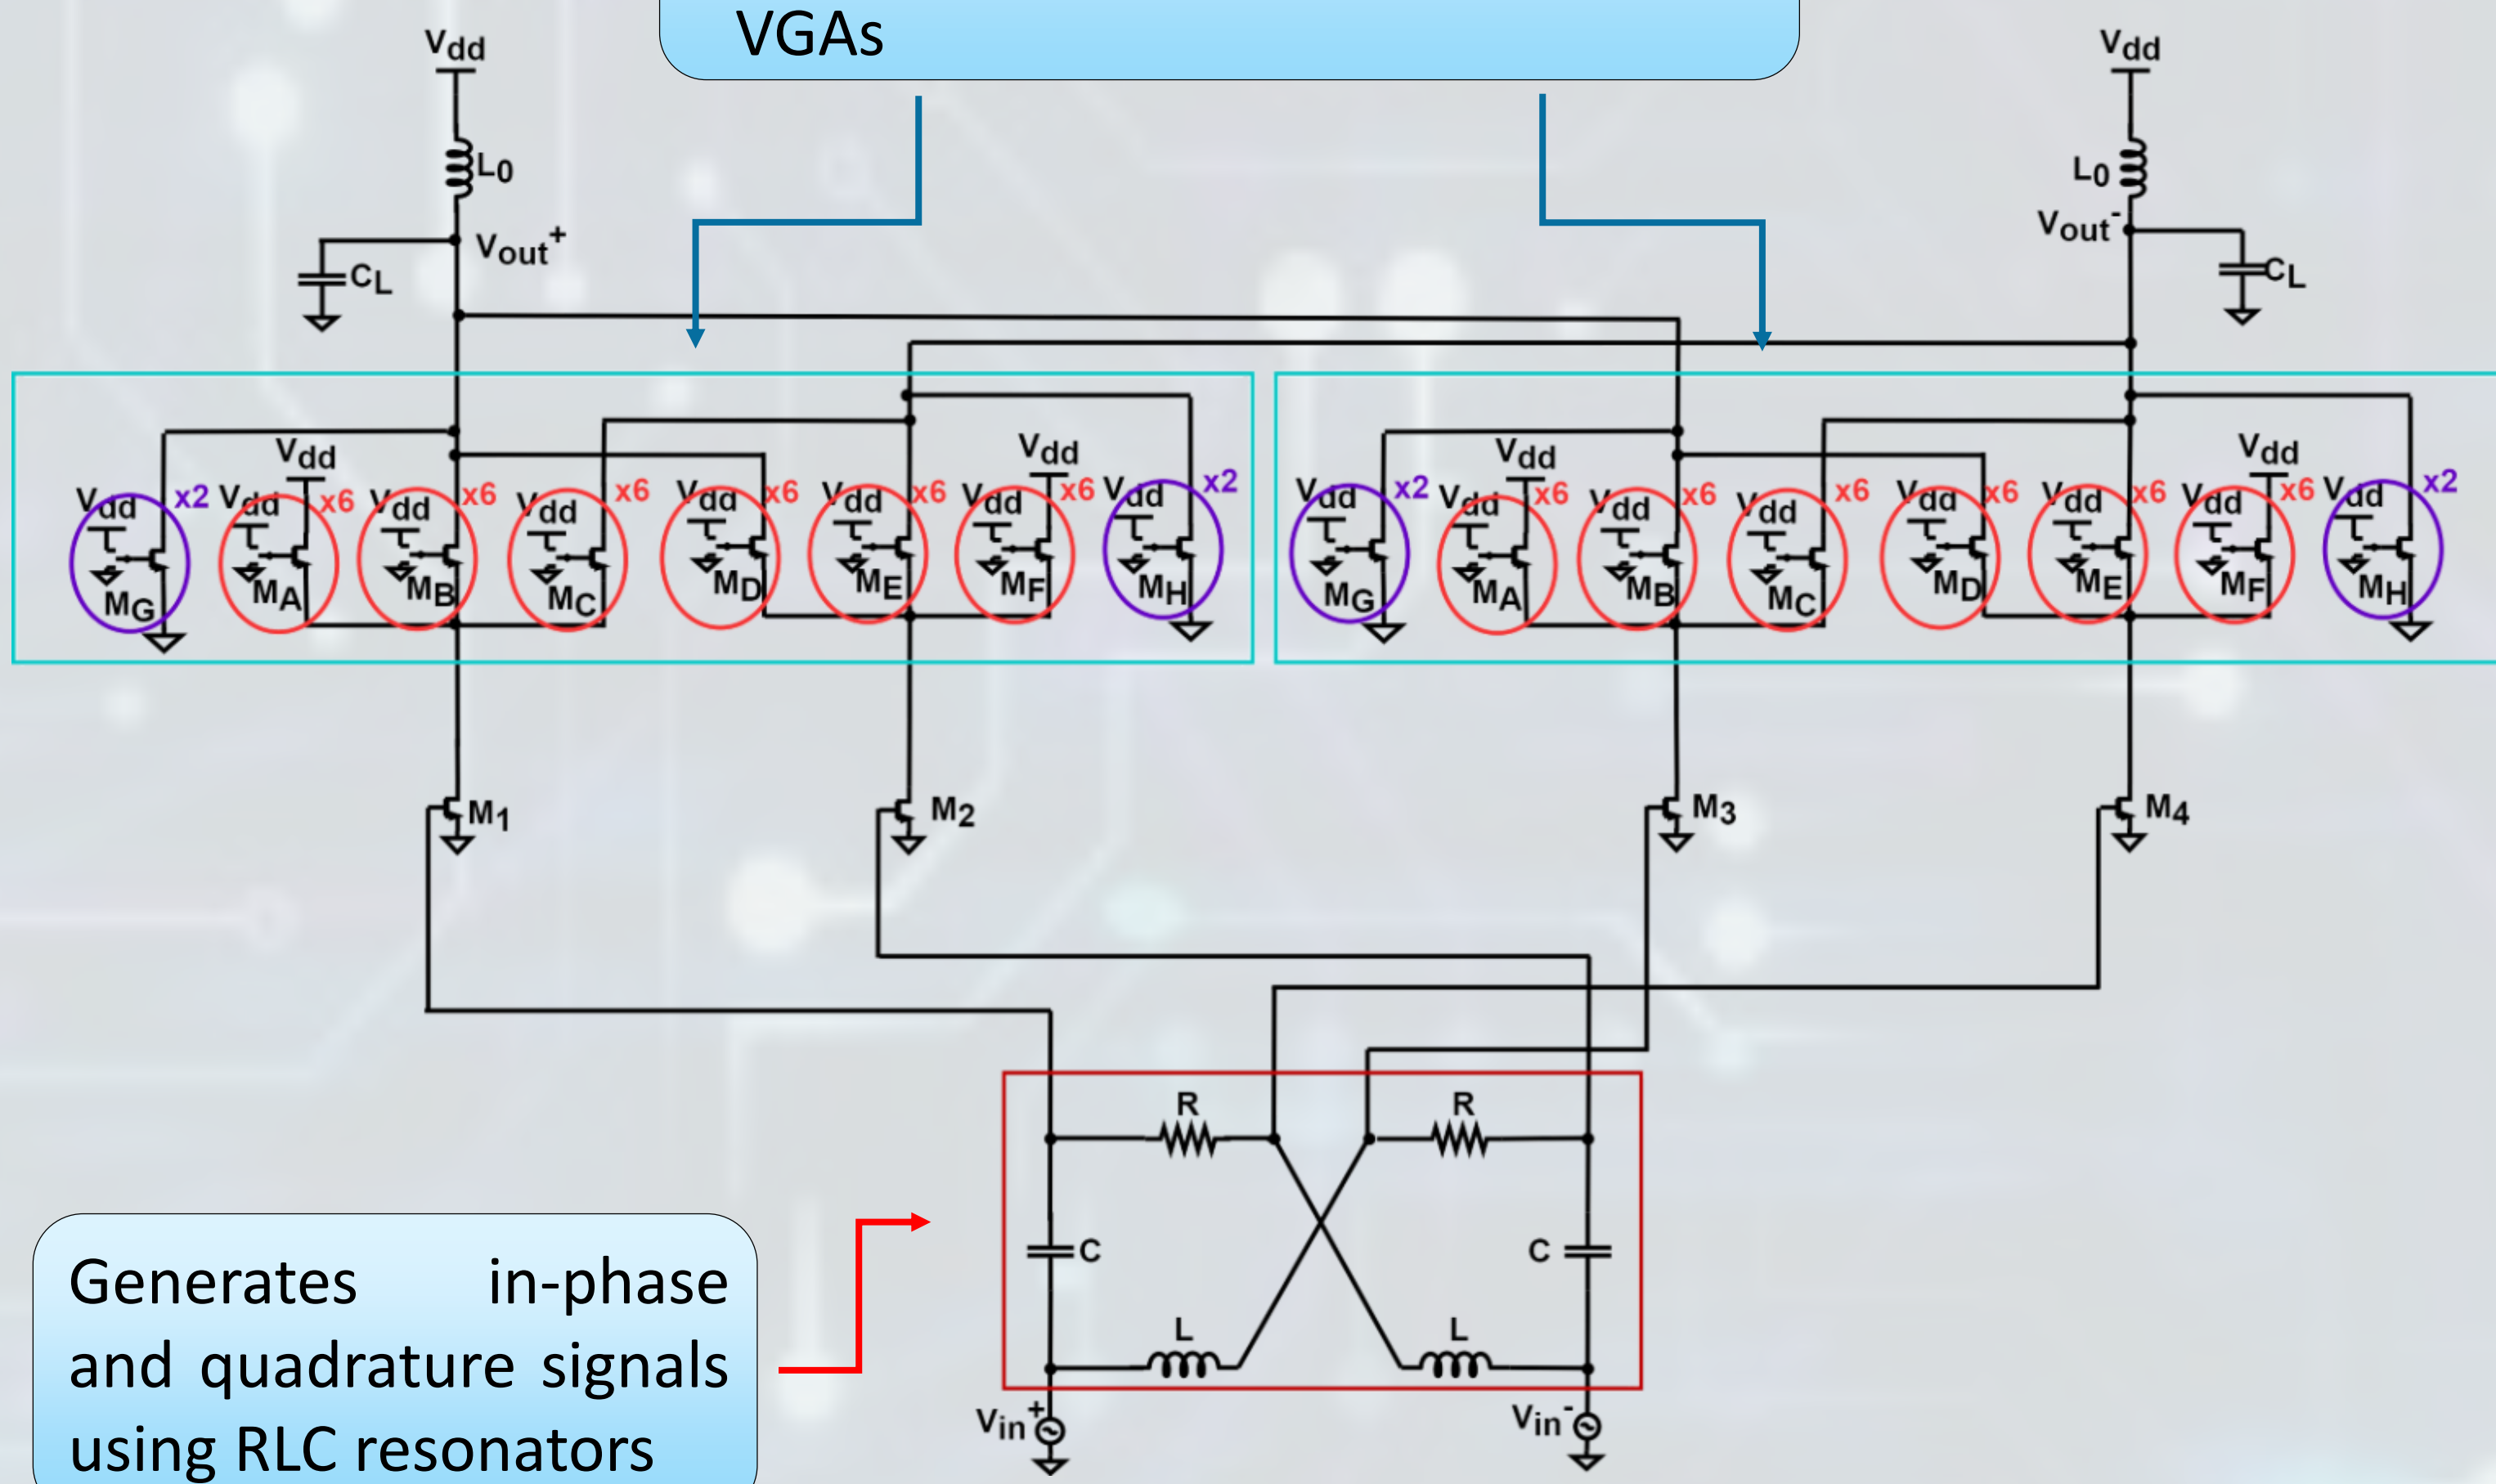 VGAs
Vdd
Vdd
L0
L0
Vout+
Vout-
CL
CL
Vdd
Vdd
Vdd
Vdd
Vdd x2 Vdd x6 Vdd x6 Vdd x6 Vdd x6 Vdd x6 Vdd x6 Vdd x2
Vdd x2 Vdd x6 Vdd x6 Vdd x6 Vdd x6 Vdd x6 Vdd x6 Vdd x2
MG MA MB MC MD ME MF MH
MG MA MB MC MD ME MF MH
M1 M2 M3 M4
R R
C C
L L
Vin+ Vin-
Generates in-phase
and quadrature signals
using RLC resonators